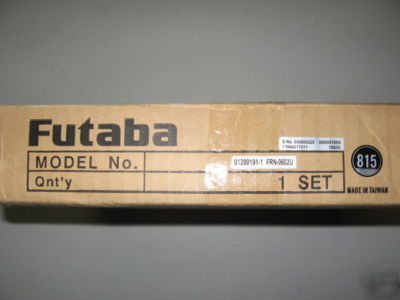 Futaba
MODEL No.
01200191-1 FRN-0602U
Qnt'y
1 SET
815
MADE IN TAIWAN